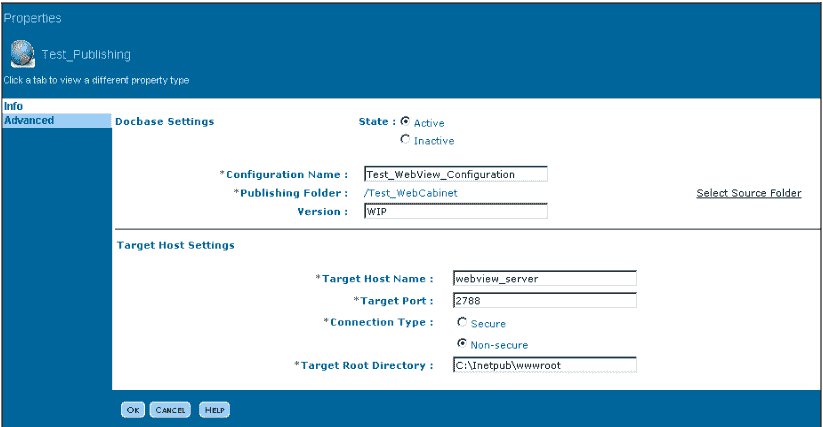 Properties
Test_Publishing
Click a tab to view a different property type
Info
Advanced
Docbase Settings State : Active
Inactive
*Configuration Name : Test_WebView_Configuration
*Publishing Folder : /Test_WebCabinet Select Source Folder
Version : WIP
Target Host Settings
*Target Host Name : webview_server
*Target Port : 2788
*Connection Type : Secure
Non-secure
*Target Root Directory : C:\Inetpub\wwwroot
OK CANCEL HELP